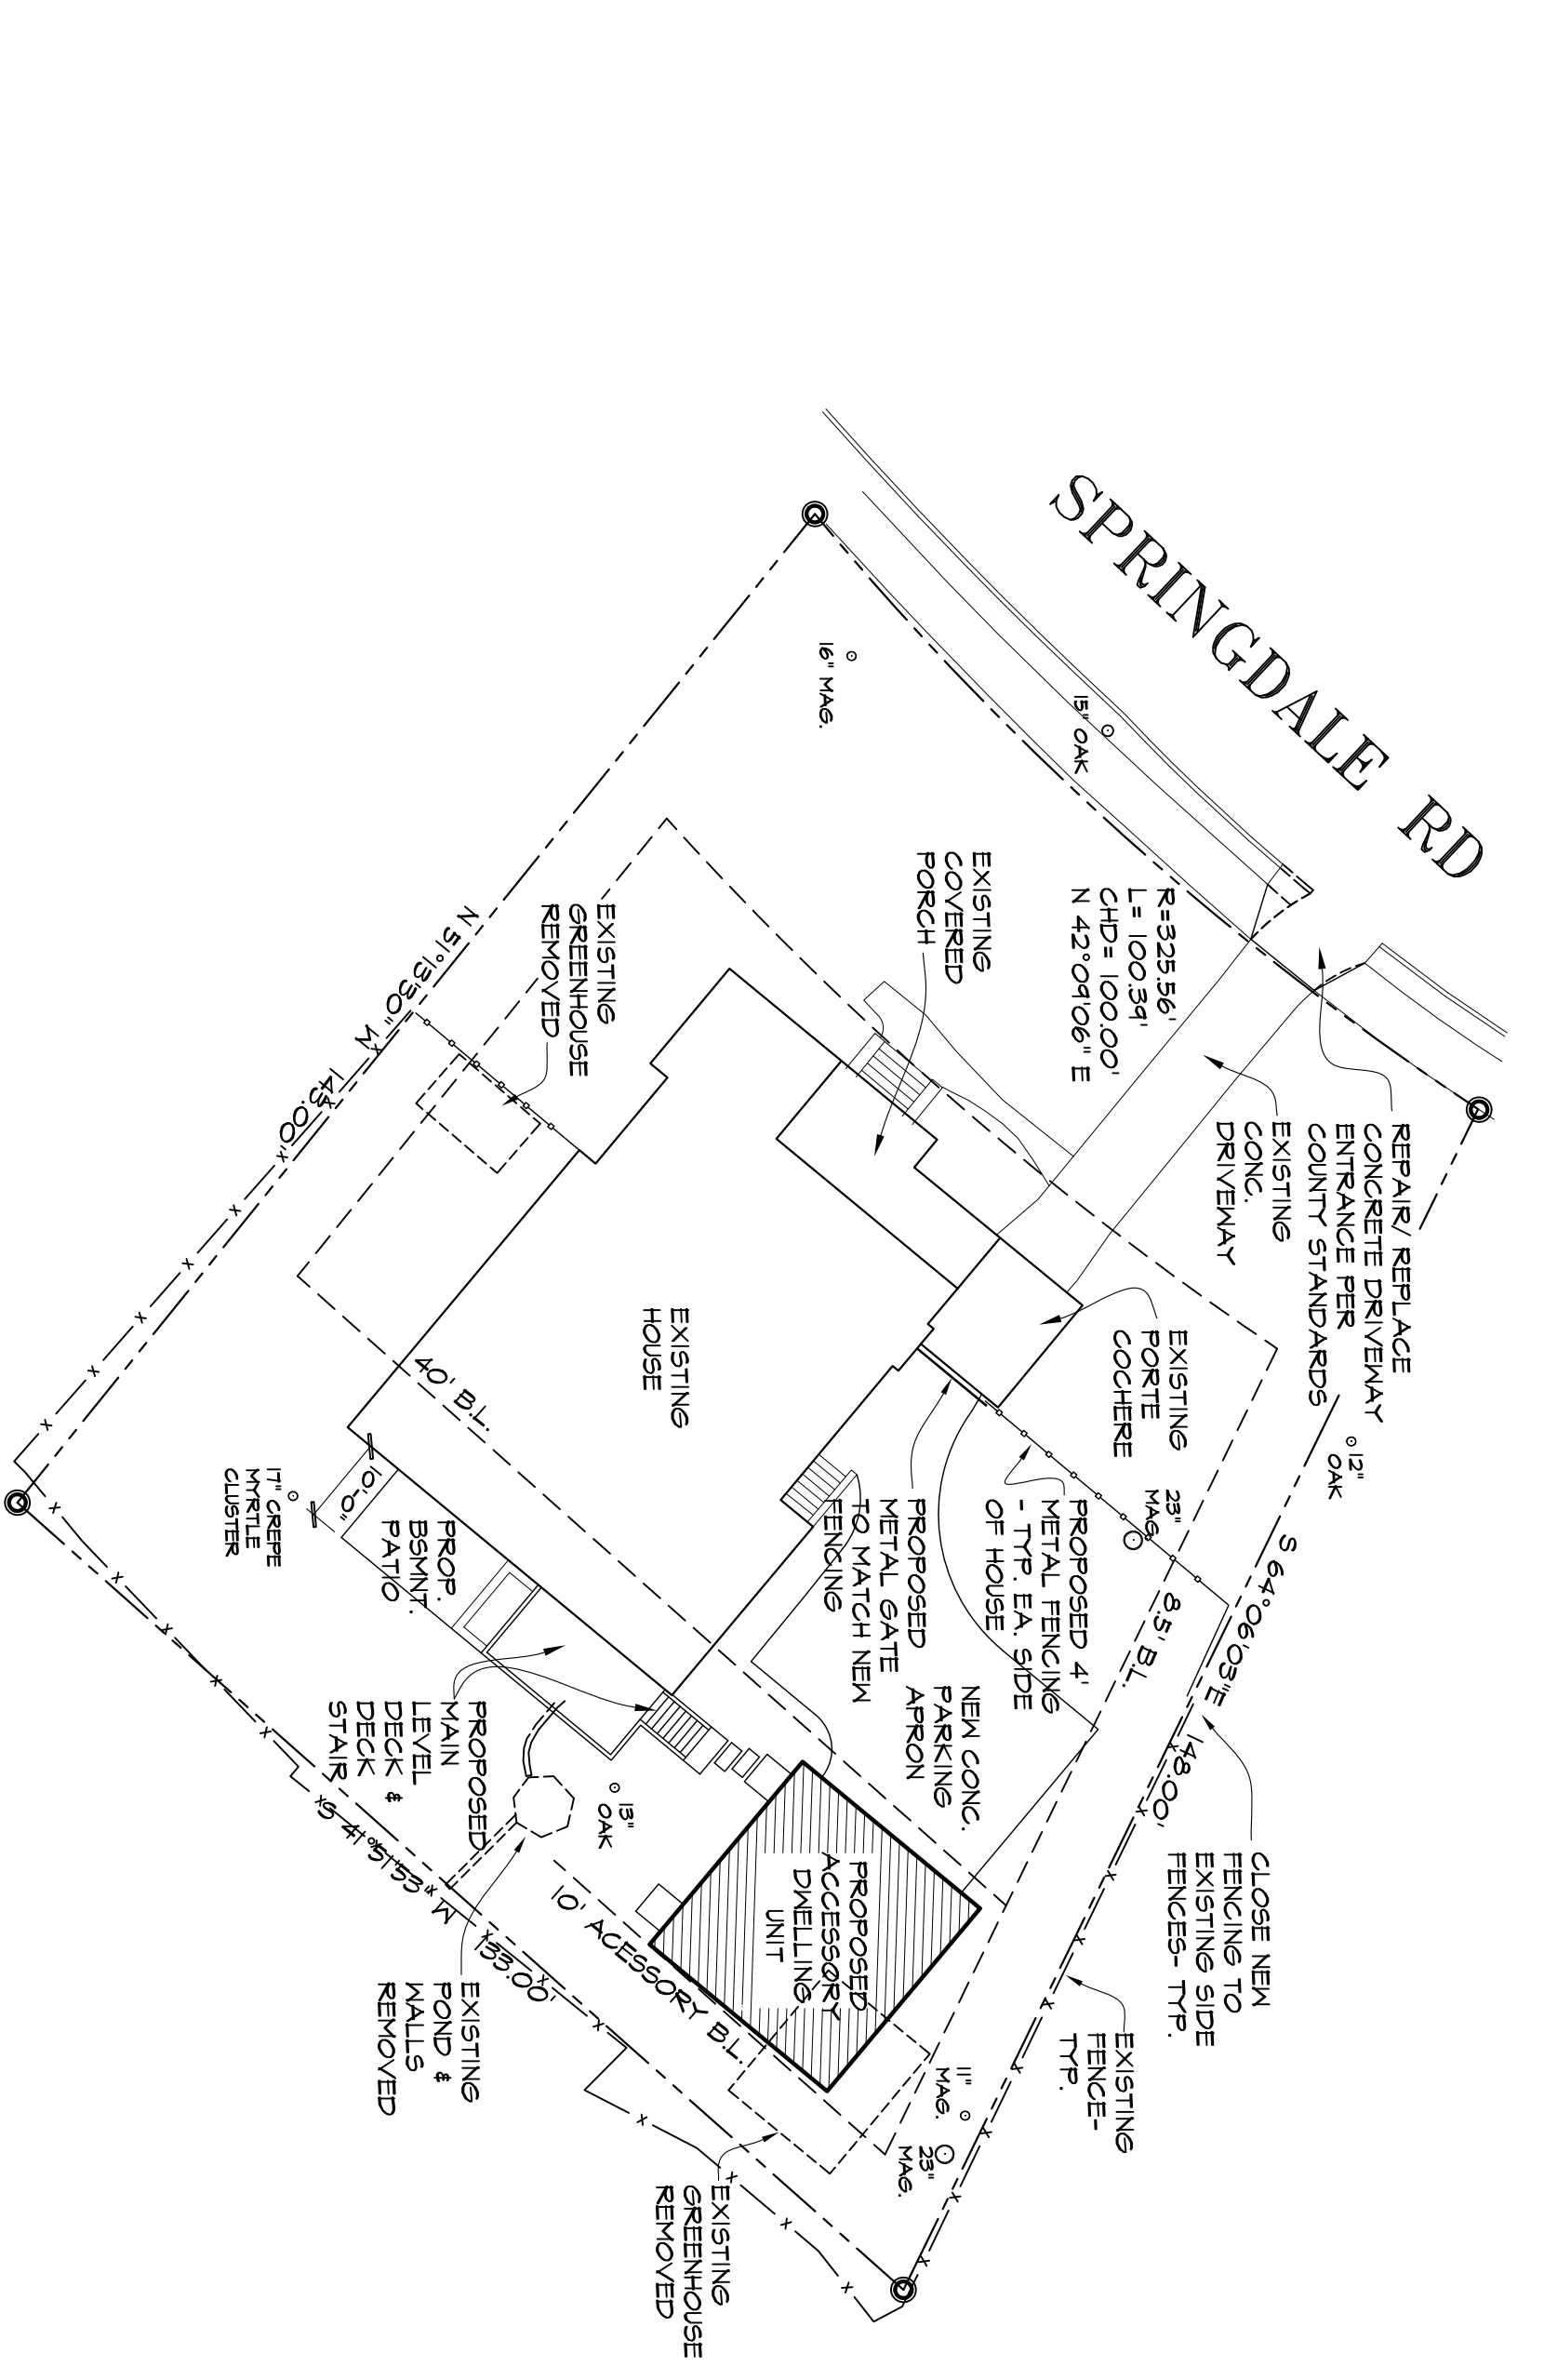 SPRINGDALE RD
REPAIR/ REPLACE
CONCRETE DRIVEWAY
ENTRANCE PER
COUNTY STANDARDS
EXISTING
CONC.
DRIVEWAY
R=325.56'
L= 100.39'
CHD= 100.00'
N 42°09'06" E
15" OAK
16" MAG.
EXISTING
COVERED
PORCH
EXISTING
GREENHOUSE
REMOVED
N 51°13'30" W
143.00'
12"
OAK
S 64°06'03"E
148.00'
CLOSE NEW
FENCING TO
EXISTING SIDE
FENCES- TYP.
EXISTING
FENCE-
TYP.
EXISTING
PORTE
COCHERE
23"
MAG.
8.5' B.L.
PROPOSED 4'
METAL FENCING
- TYP. EA. SIDE
OF HOUSE
PROPOSED
METAL GATE
TO MATCH NEW
FENCING
NEW CONC.
PARKING
APRON
EXISTING
HOUSE
40' B.L.
10'-0"
PROP.
BSMNT.
PATIO
17" CREPE
MYRTLE
CLUSTER
PROPOSED
MAIN
LEVEL
DECK &
DECK
STAIR
13"
OAK
PROPOSED
ACCESSORY
DWELLING
UNIT
10' ACESSORY B.L.
S 41°51'53" W
133.00'
EXISTING
POND &
WALLS
REMOVED
11"
MAG.
23"
MAG.
EXISTING
GREENHOUSE
REMOVED